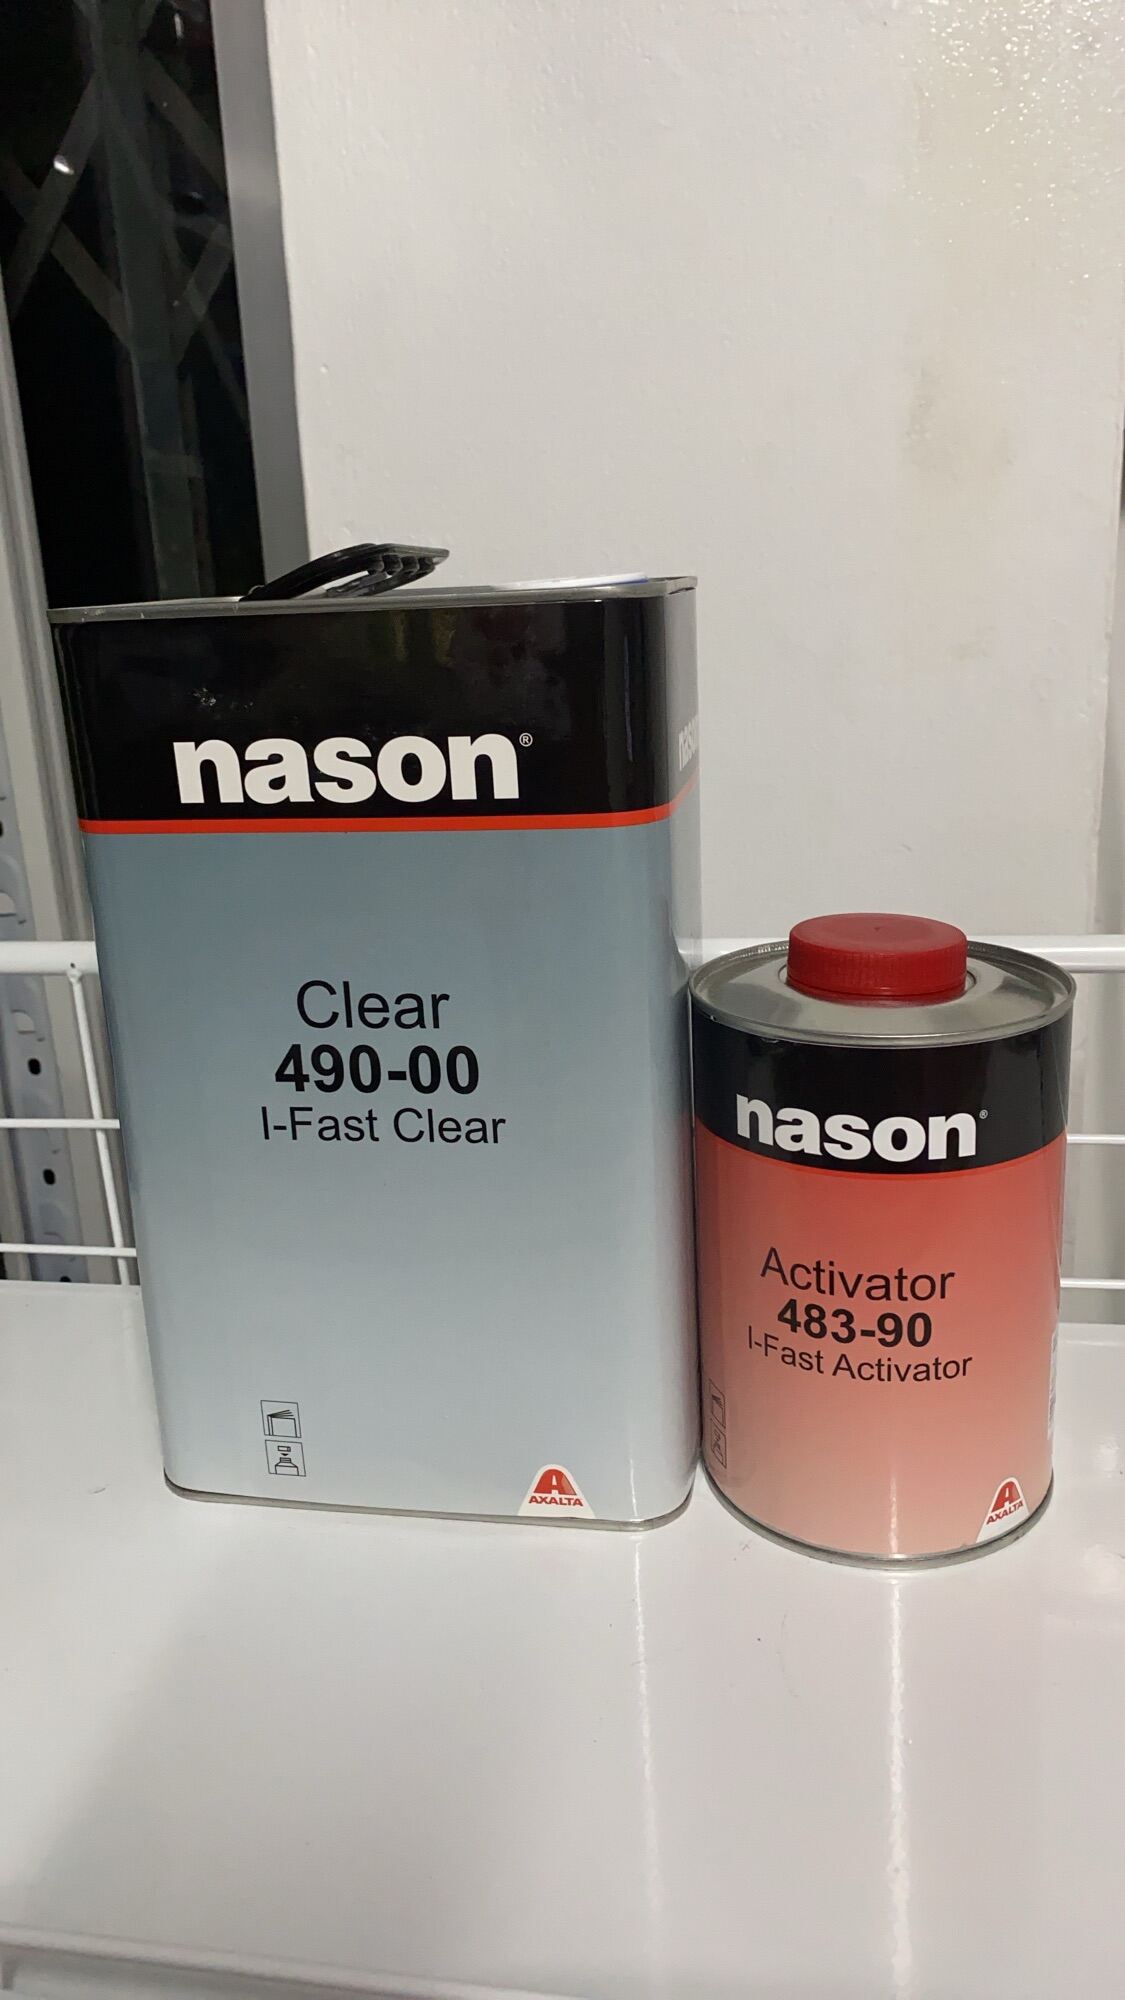 nason®
Clear
490-00
I-Fast Clear
AXALTA
nason®
Activator
483-90
I-Fast Activator
AXALTA